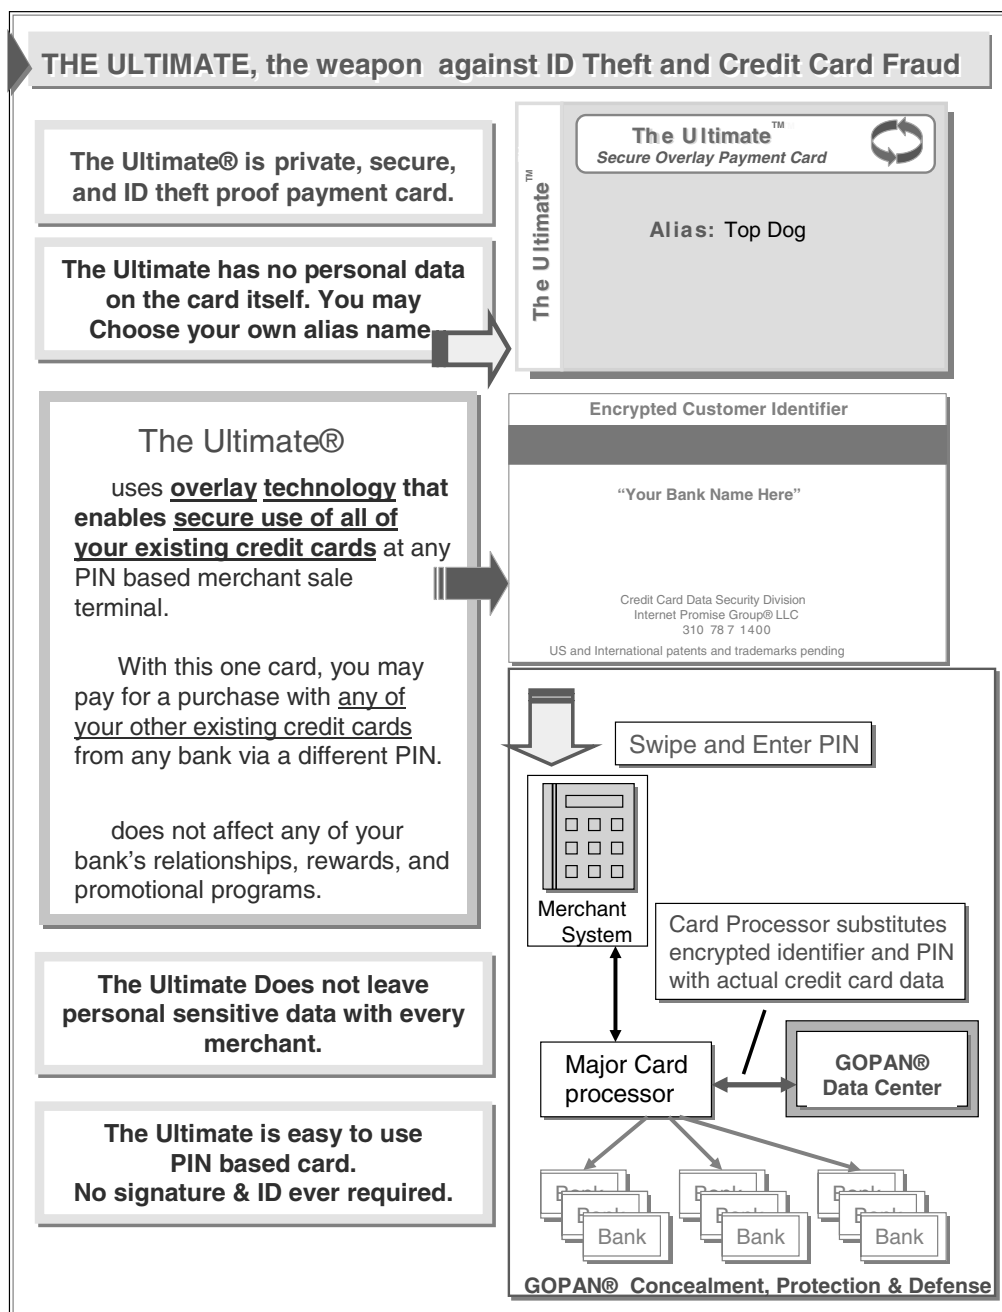 THE ULTIMATE, the weapon against ID Theft and Credit Card Fraud
The Ultimate® is private, secure,
and ID theft proof payment card.
The Ultimate has no personal data
on the card itself. You may
Choose your own alias name..
The Ultimate™
The Ultimate™
Secure Overlay Payment Card
Alias: Top Dog
The Ultimate®
uses overlay technology that
enables secure use of all of
your existing credit cards at any
PIN based merchant sale
terminal.
With this one card, you may
pay for a purchase with any of
your other existing credit cards
from any bank via a different PIN.
does not affect any of your
bank's relationships, rewards, and
promotional programs.
Encrypted Customer Identifier
“Your Bank Name Here”
Credit Card Data Security Division
Internet Promise Group® LLC
310 78 7 1400
US and International patents and trademarks pending
The Ultimate Does not leave
personal sensitive data with every
merchant.
The Ultimate is easy to use
PIN based card.
No signature & ID ever required.
Swipe and Enter PIN
Merchant
System
Card Processor substitutes
encrypted identifier and PIN
with actual credit card data
Major Card
processor
GOPAN®
Data Center
Bank
Bank
Bank
Bank
Bank
Bank
Bank
Bank
Bank
GOPAN® Concealment, Protection & Defense